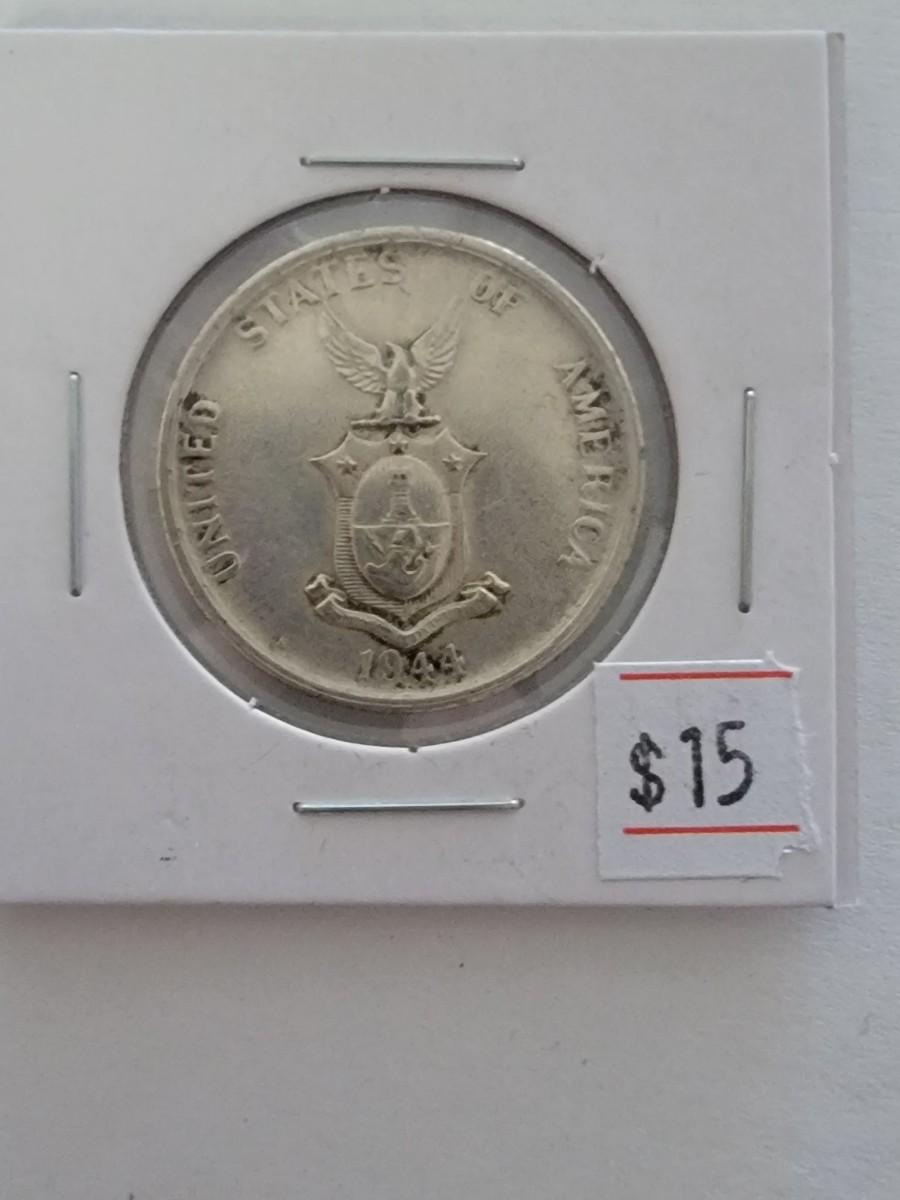 UNITED STATES OF AMERICA
1944
$15